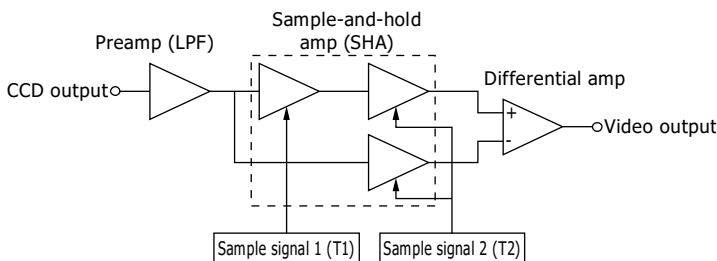 Sample-and-hold
amp (SHA)
Preamp (LPF)
Differential amp
CCD output
+
-
Video output
Sample signal 1 (T1)
Sample signal 2 (T2)